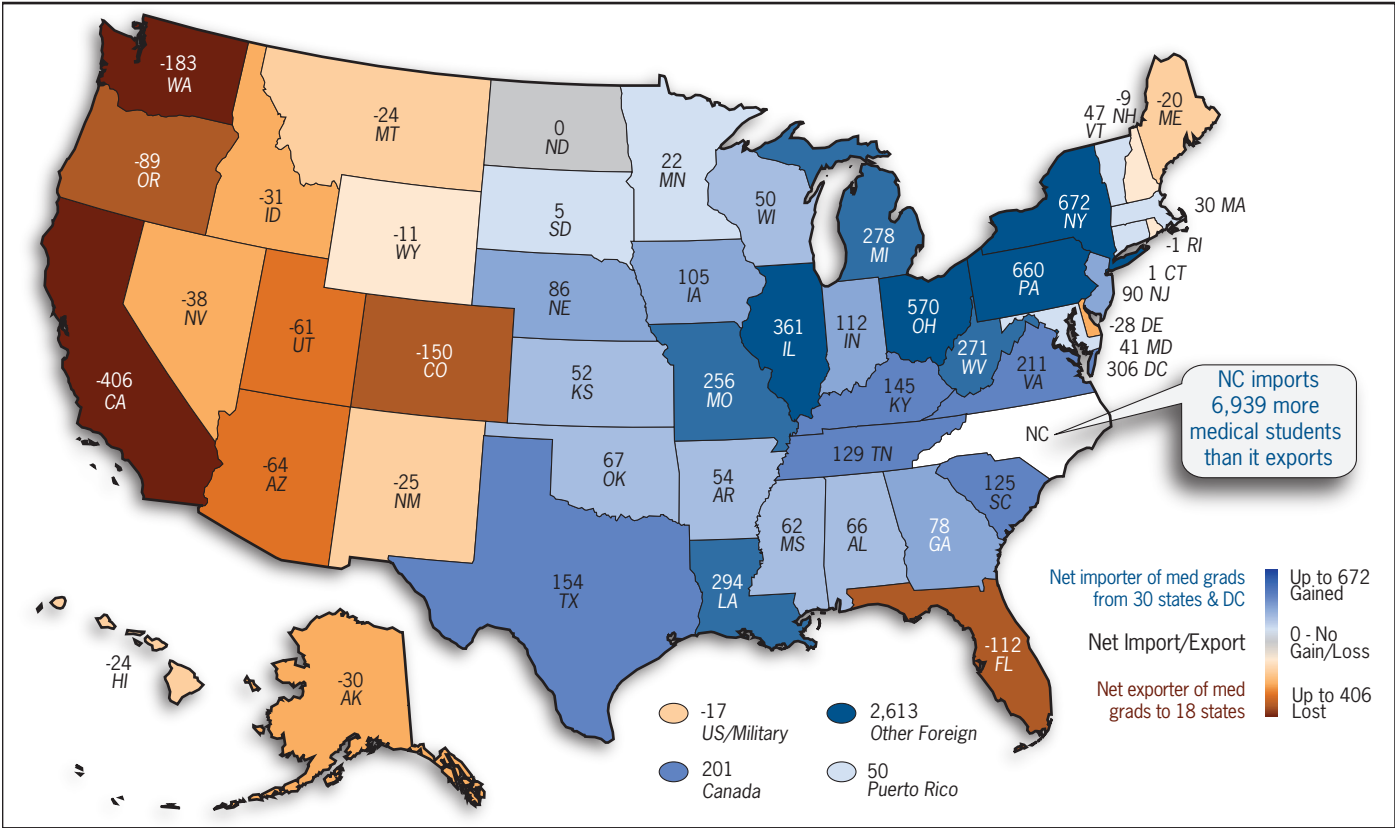 -183
WA
-24
MT
0
ND
22
MN
-89
OR
-31
ID
-11
WY
5
SD
50
WI
278
MI
47
VT
-9
NH
-20
ME
672
NY
30 MA
-1 RI
1 CT
90 NJ
-28 DE
41 MD
306 DC
660
PA
-406
CA
-38
NV
-61
UT
-150
CO
86
NE
105
IA
361
IL
112
IN
570
OH
271
WV
211
VA
52
KS
256
MO
145
KY
NC
NC imports
6,939 more
medical students
than it exports
-64
AZ
-25
NM
67
OK
54
AR
129 TN
125
SC
62
MS
66
AL
78
GA
154
TX
294
LA
-112
FL
-24
HI
-30
AK
-17
US/Military
2,613
Other Foreign
201
Canada
50
Puerto Rico
Net importer of med grads
from 30 states & DC
Net Import/Export
Net exporter of med
grads to 18 states
Up to 672
Gained
0 - No
Gain/Loss
Up to 406
Lost